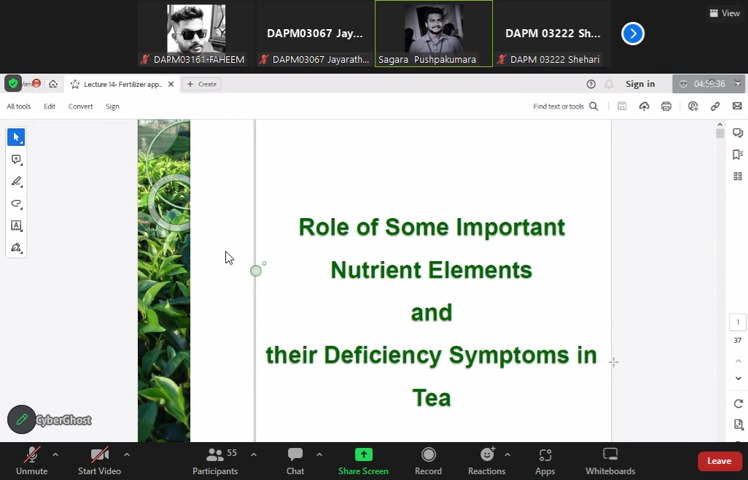 View
DAPM03067 Jay...
DAPM 03222 Sh...
DAPM03161-FAHEEM
DAPM03067 Jayarath...
Sagara Pushpakumara
DAPM 03222 Shehari
Lecture 14- Fertilizer app...
Create
Sign in
04:59:36
All tools
Edit
Convert
Sign
Find text or tools
Role of Some Important
Nutrient Elements
and
their Deficiency Symptoms in
Tea
1
37
CyberGhost
55
Unmute
Start Video
Participants
Chat
Share Screen
Record
Reactions
Apps
Whiteboards
Leave